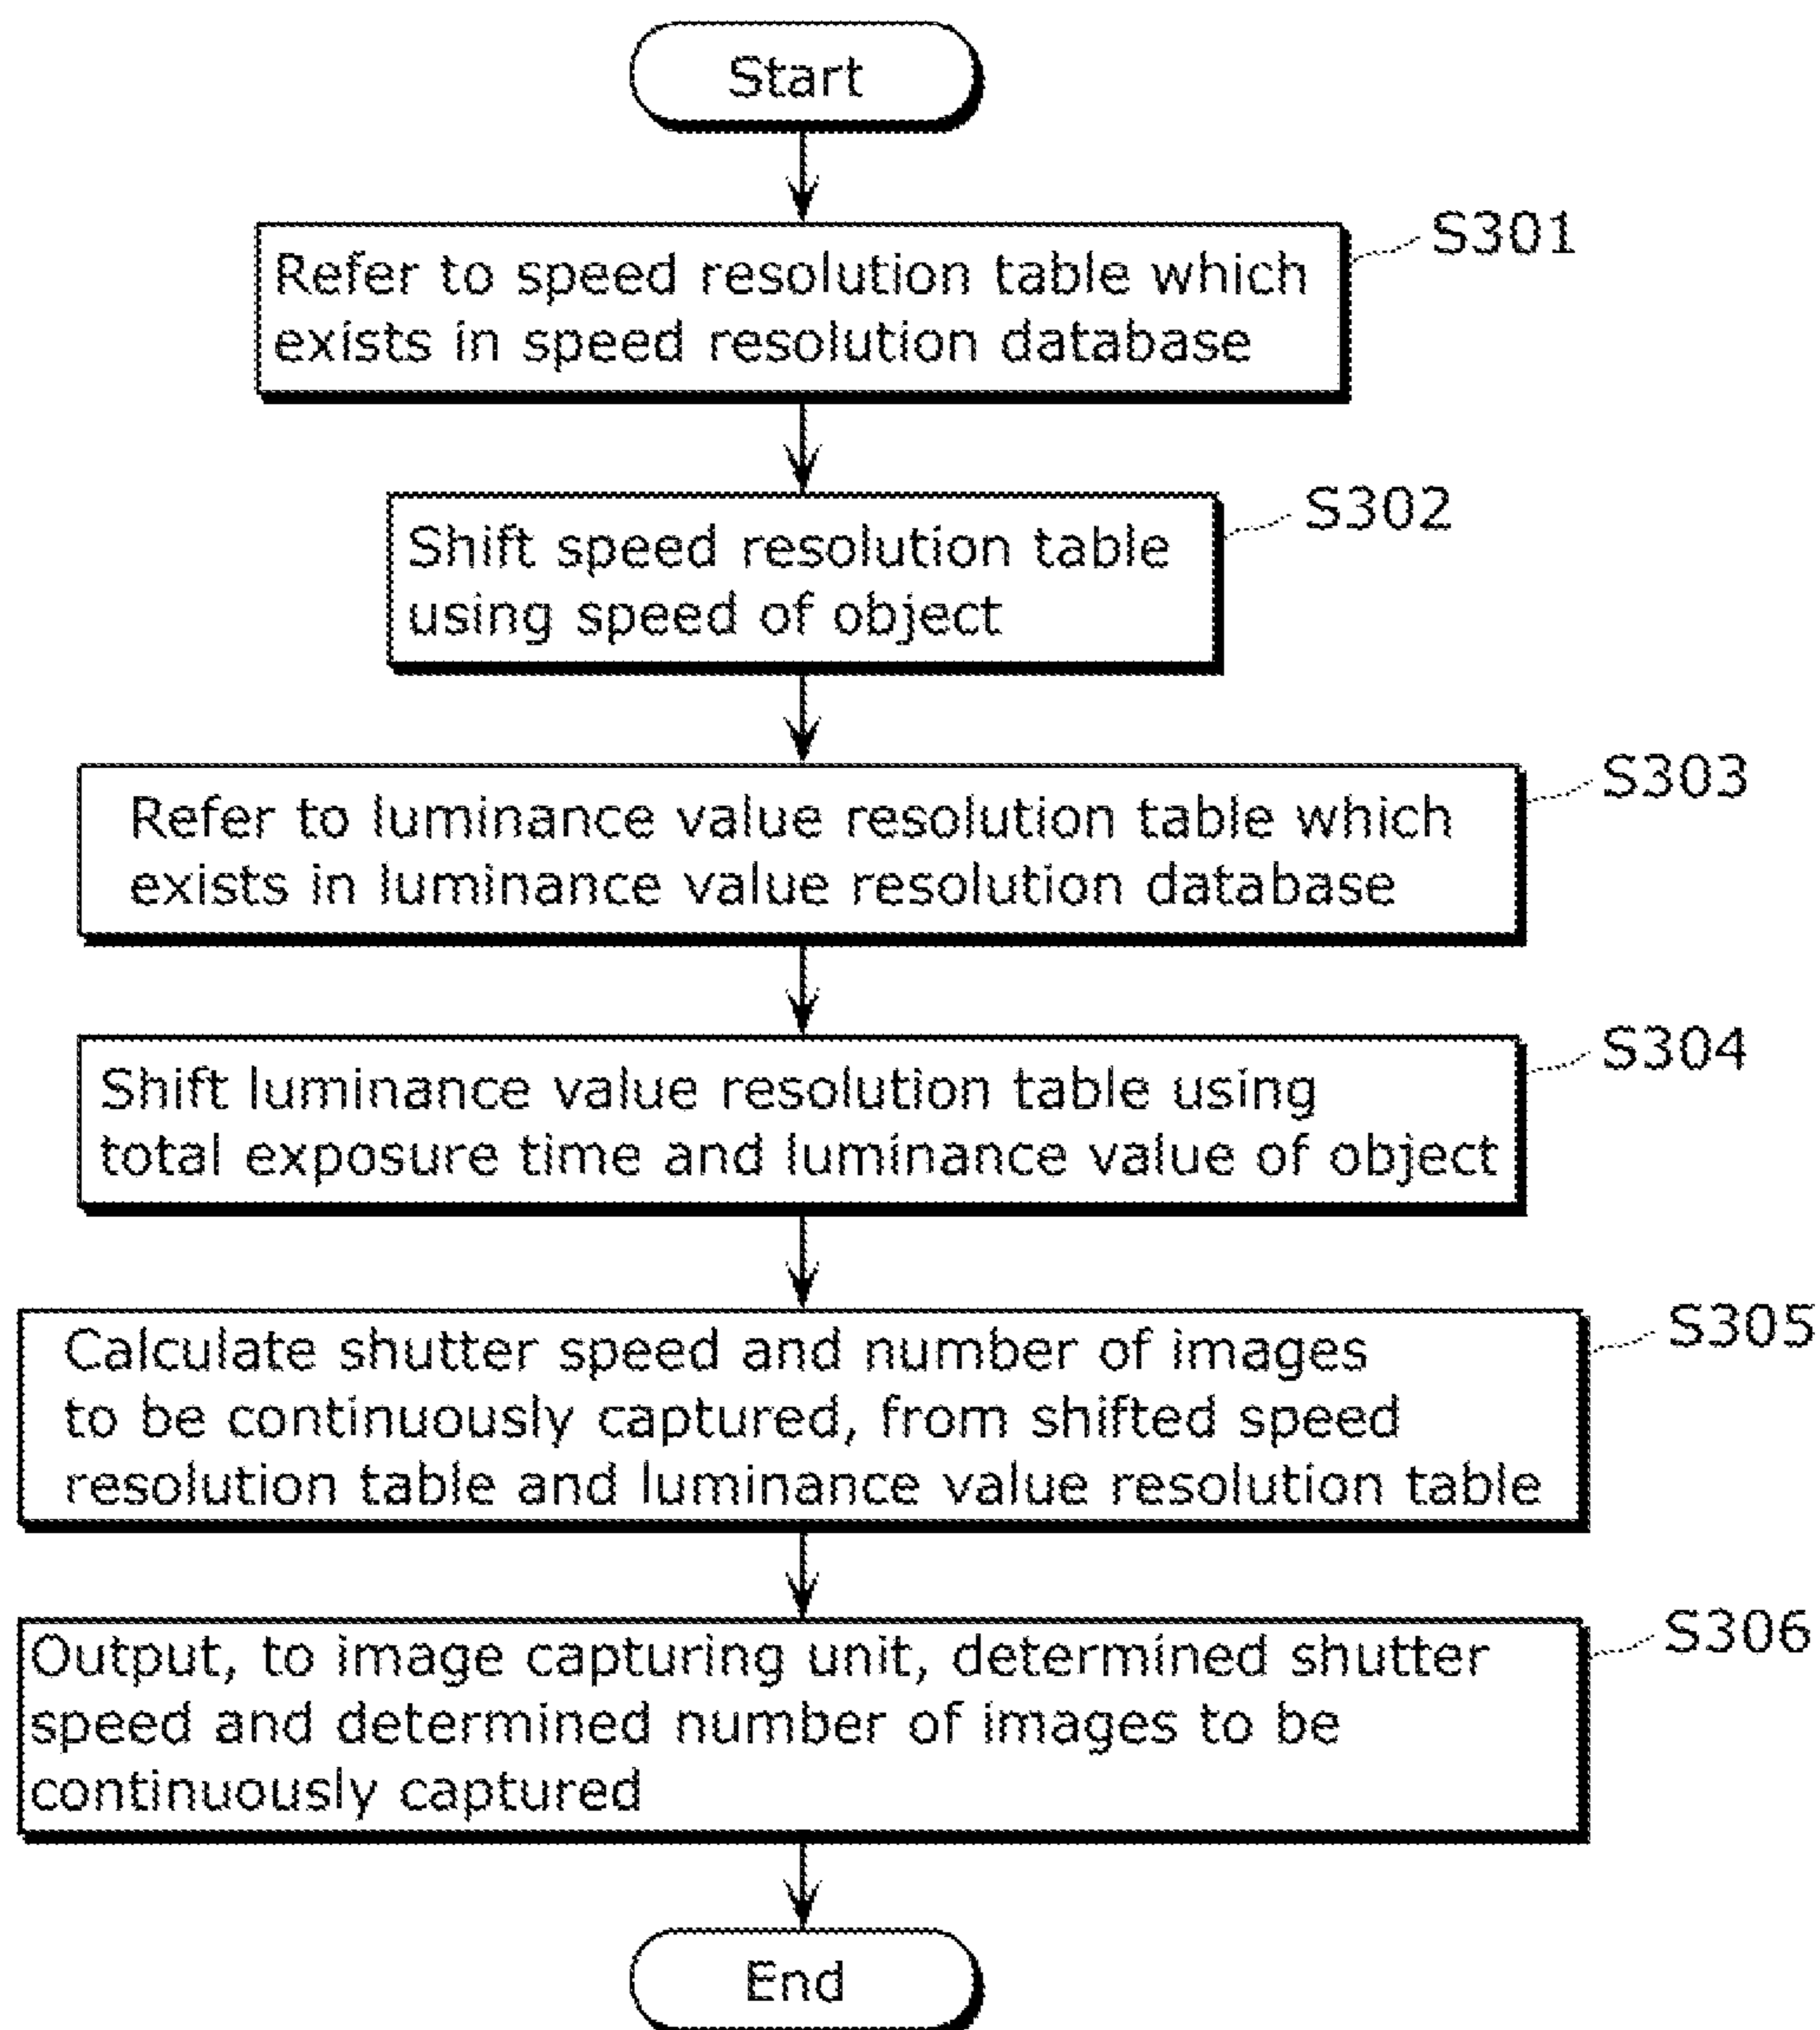 Start
S301
Refer to speed resolution table which
exists in speed resolution database
S302
Shift speed resolution table
using speed of object
S303
Refer to luminance value resolution table which
exists in luminance value resolution database
S304
Shift luminance value resolution table using
total exposure time and luminance value of object
S305
Calculate shutter speed and number of images
to be continuously captured, from shifted speed
resolution table and luminance value resolution table
S306
Output, to image capturing unit, determined shutter
speed and determined number of images to be
continuously captured
End